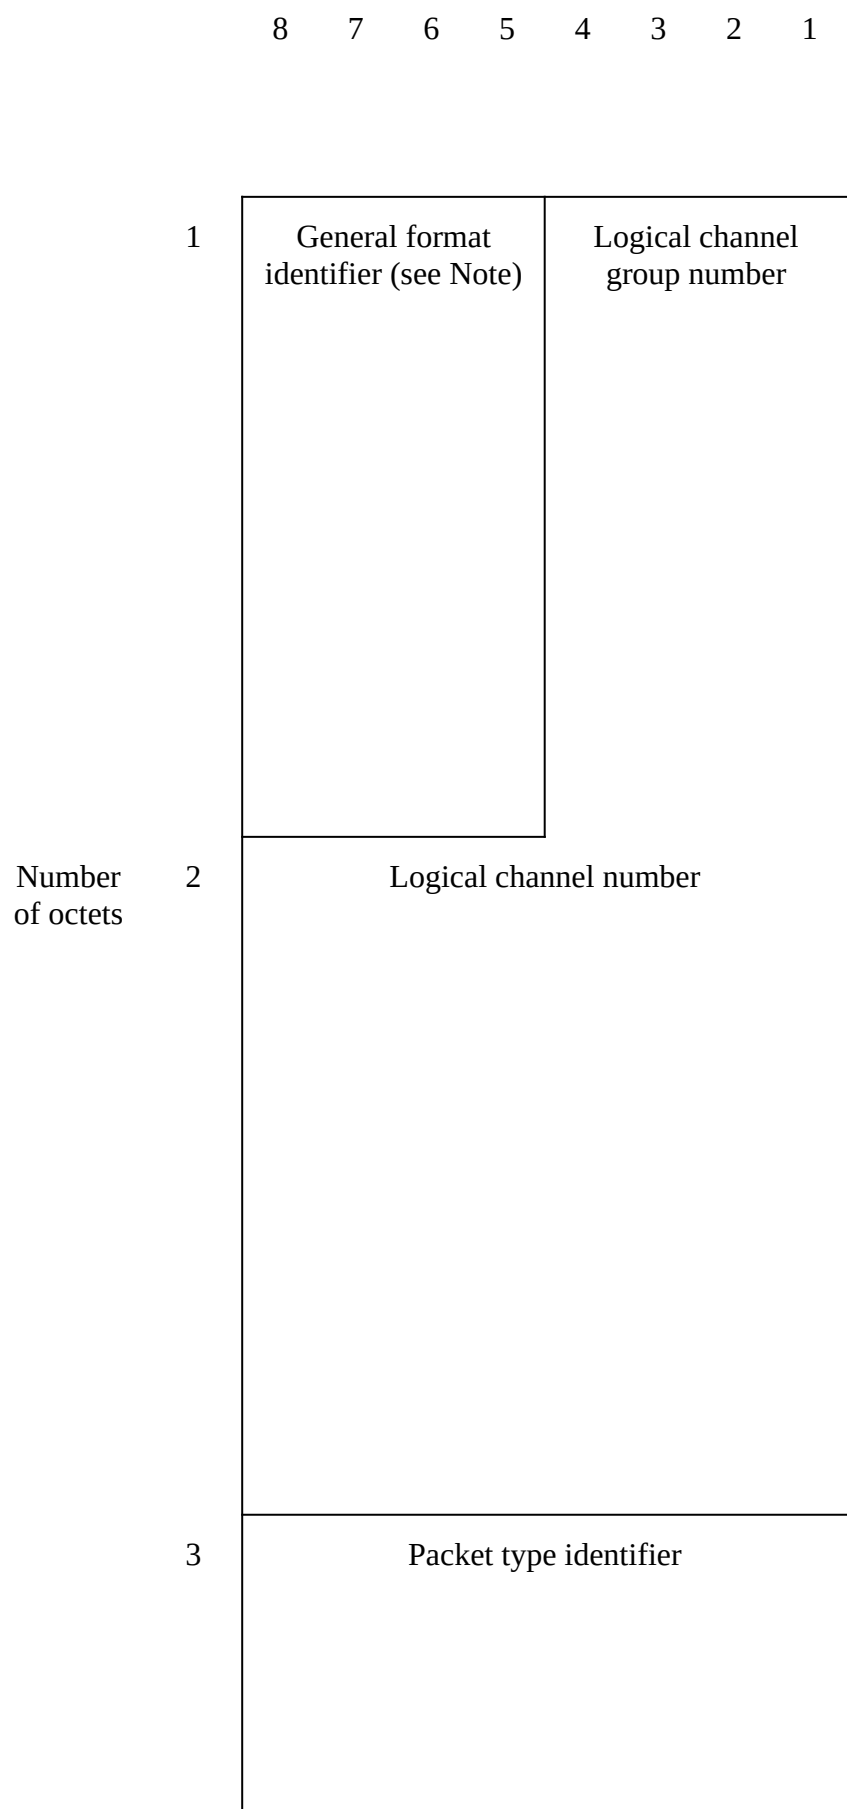 8 7 6 5 4 3 2 1
1
General format
identifier (see Note)
Logical channel
group number
Number
of octets
2
Logical channel number
3
Packet type identifier